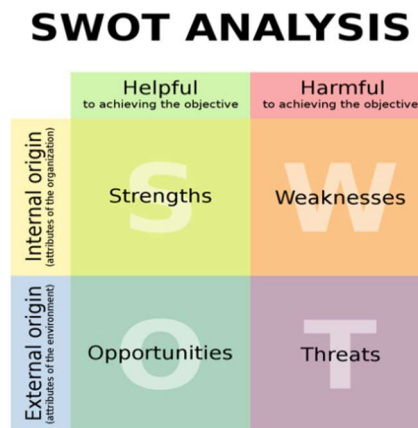 SWOT ANALYSIS
Helpful
to achieving the objective
Harmful
to achieving the objective
Internal origin
(attributes of the organization)
S
Strengths
W
Weaknesses
External origin
(attributes of the environment)
O
Opportunities
T
Threats